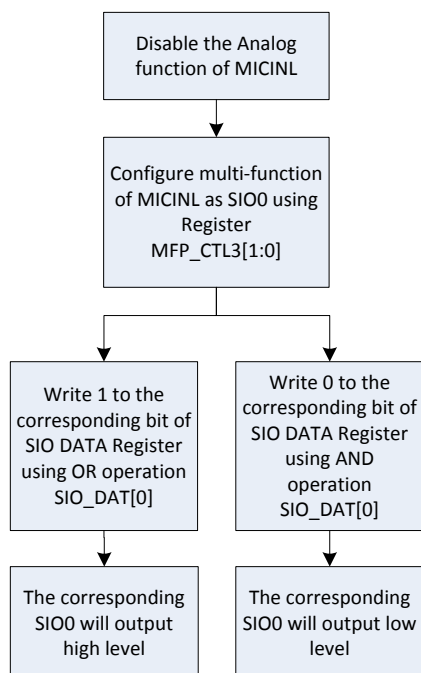 Disable the Analog
function of MICINL
Configure multi-function
of MICINL as SIO0 using
Register
MFP_CTL3[1:0]
Write 1 to the
corresponding bit of
SIO DATA Register
using OR operation
SIO_DAT[0]
Write 0 to the
corresponding bit of
SIO DATA Register
using AND
operation
SIO_DAT[0]
The corresponding
SIO0 will output
high level
The corresponding
SIO0 will output low
level